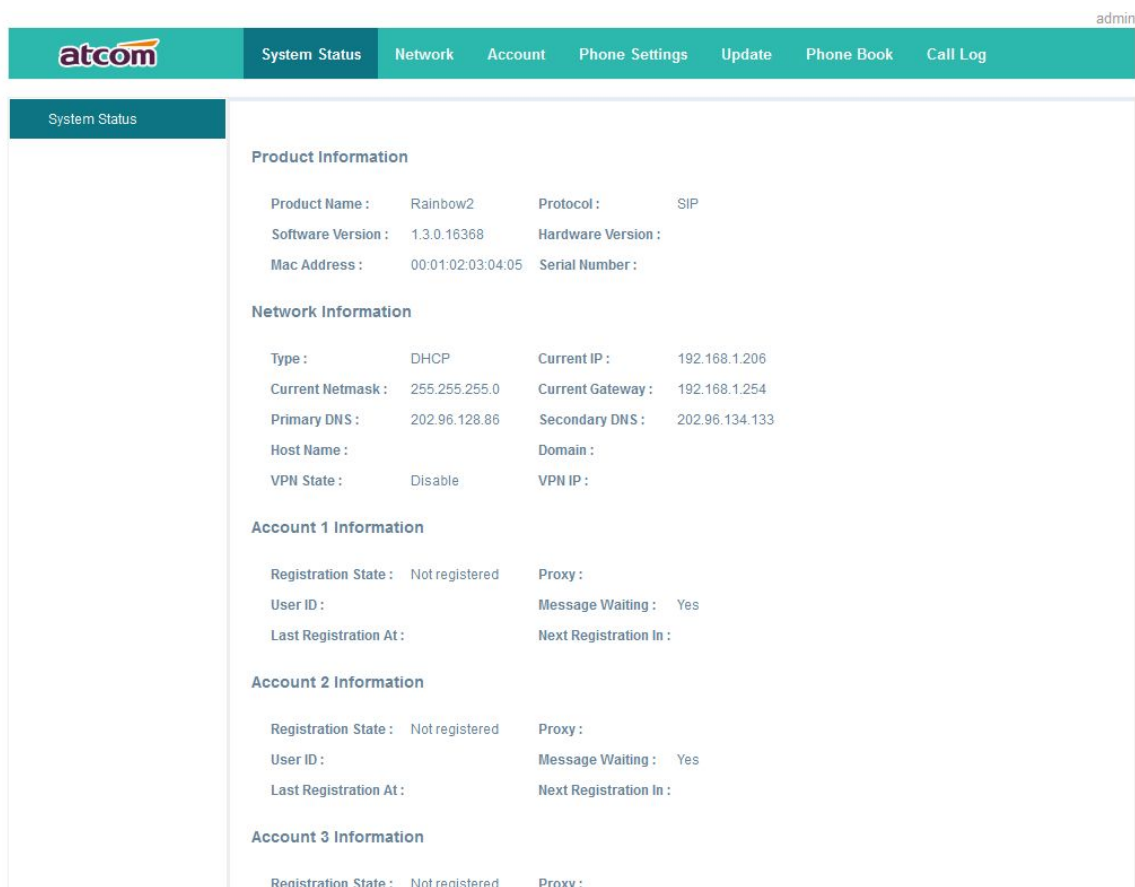 admin
atcom
System Status Network Account Phone Settings Update Phone Book Call Log
System Status
Product Information
Product Name : Rainbow2 Protocol : SIP
Software Version : 1.3.0.16368 Hardware Version :
Mac Address : 00:01:02:03:04:05 Serial Number :
Network Information
Type : DHCP Current IP : 192.168.1.206
Current Netmask : 255.255.255.0 Current Gateway : 192.168.1.254
Primary DNS : 202.96.128.86 Secondary DNS : 202.96.134.133
Host Name : Domain :
VPN State : Disable VPN IP :
Account 1 Information
Registration State : Not registered Proxy :
User ID : Message Waiting : Yes
Last Registration At : Next Registration In :
Account 2 Information
Registration State : Not registered Proxy :
User ID : Message Waiting : Yes
Last Registration At : Next Registration In :
Account 3 Information
Registration State : Not registered Proxy :